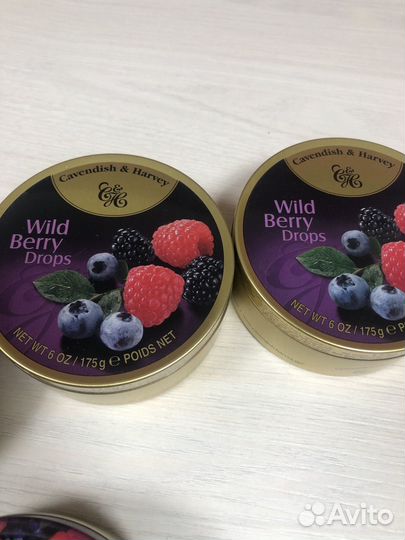 Cavendish & Harvey
C&H
Wild
Berry
Drops
NET WT 6 OZ / 175g ℮ POIDS NET
Cavendish & Harvey
C&H
Wild
Berry
Drops
NET WT 6 OZ / 175g ℮ P
Avito